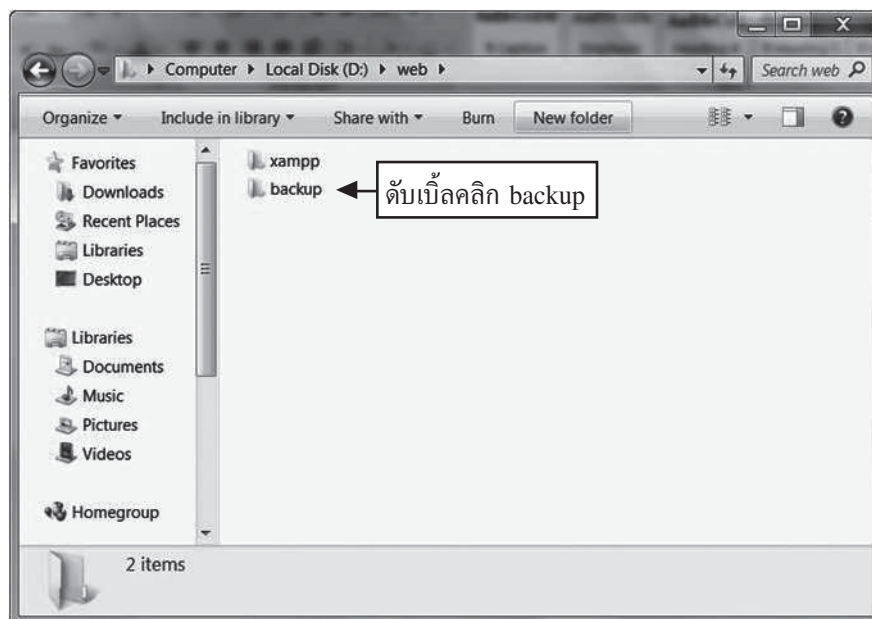 Computer Local Disk (D:) web
Search web
Organize
Include in library
Share with
Burn
New folder
Favorites
Downloads
Recent Places
Libraries
Desktop
Libraries
Documents
Music
Pictures
Videos
Homegroup
xampp
backup
ดับเบิ้ลคลิก backup
2 items